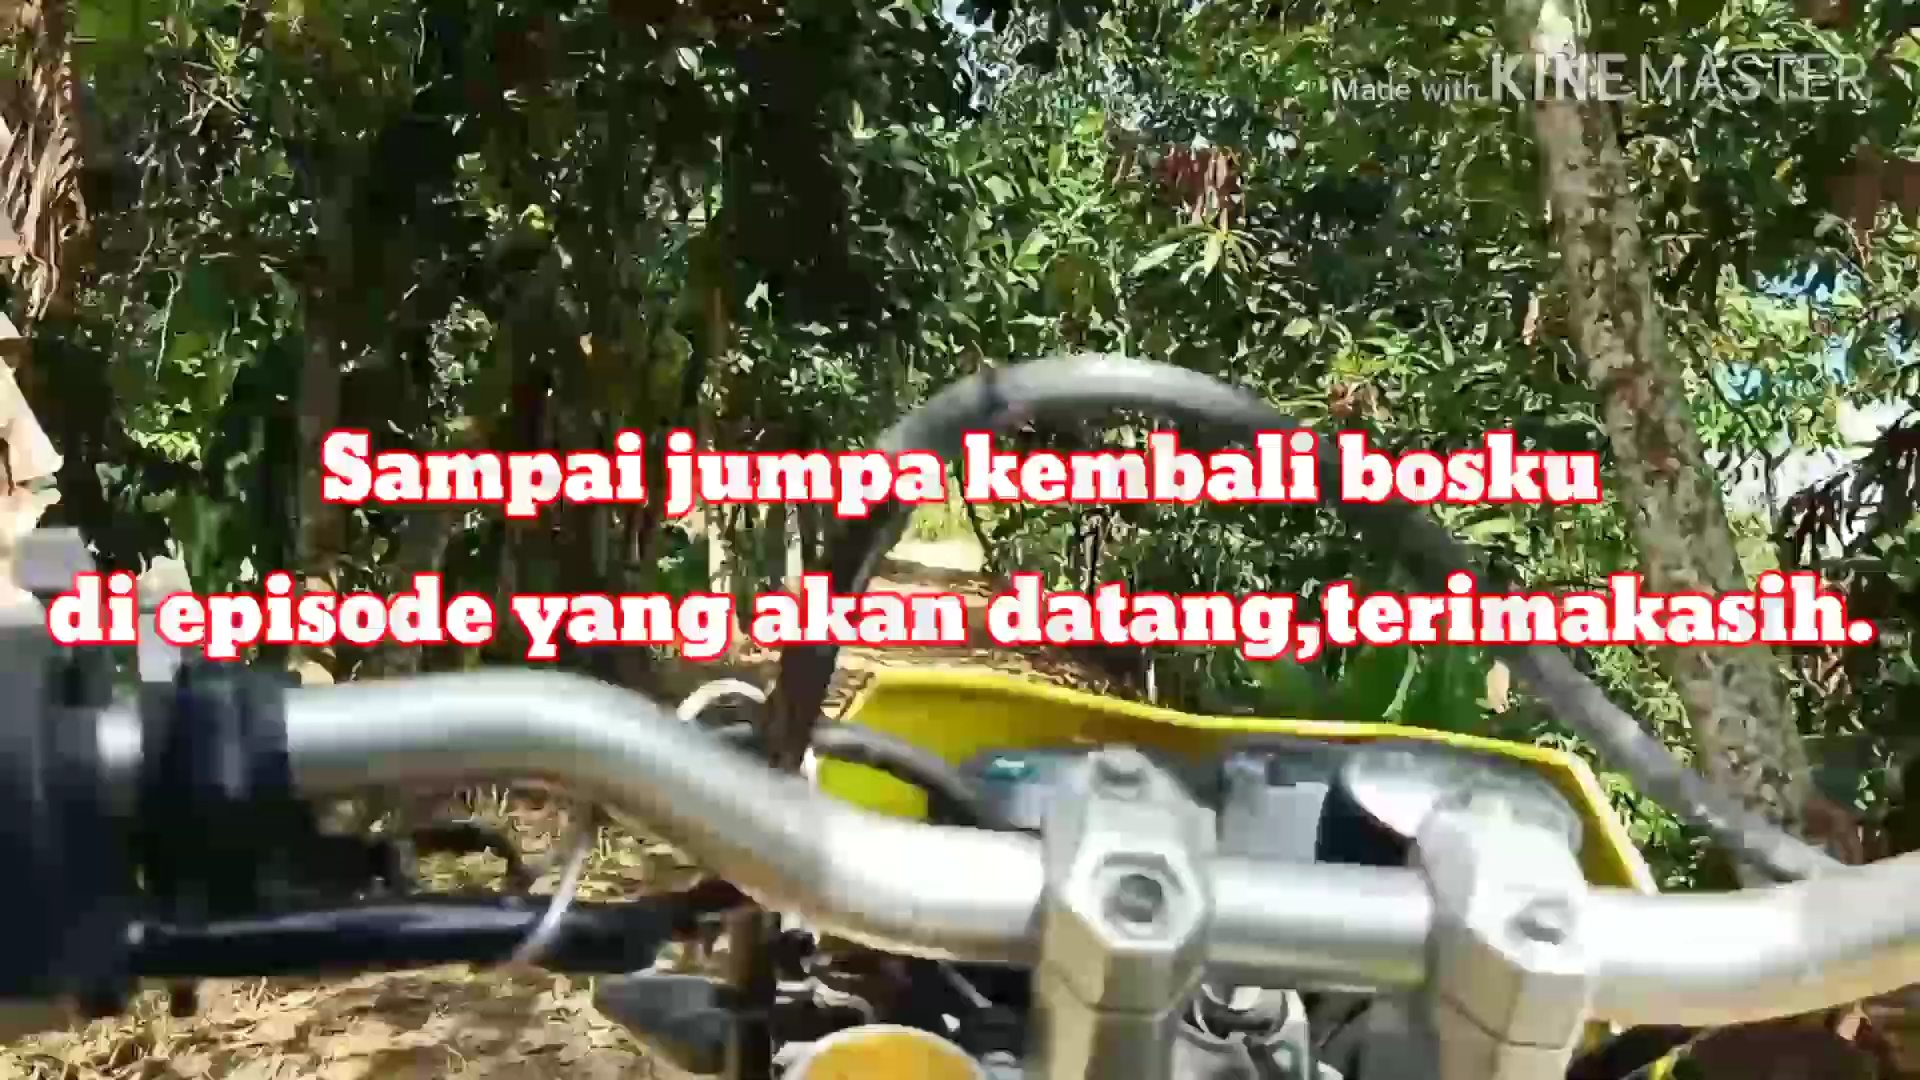 Made with KINEMASTER
Sampai jumpa kembali bosku
di episode yang akan datang,terimakasih.